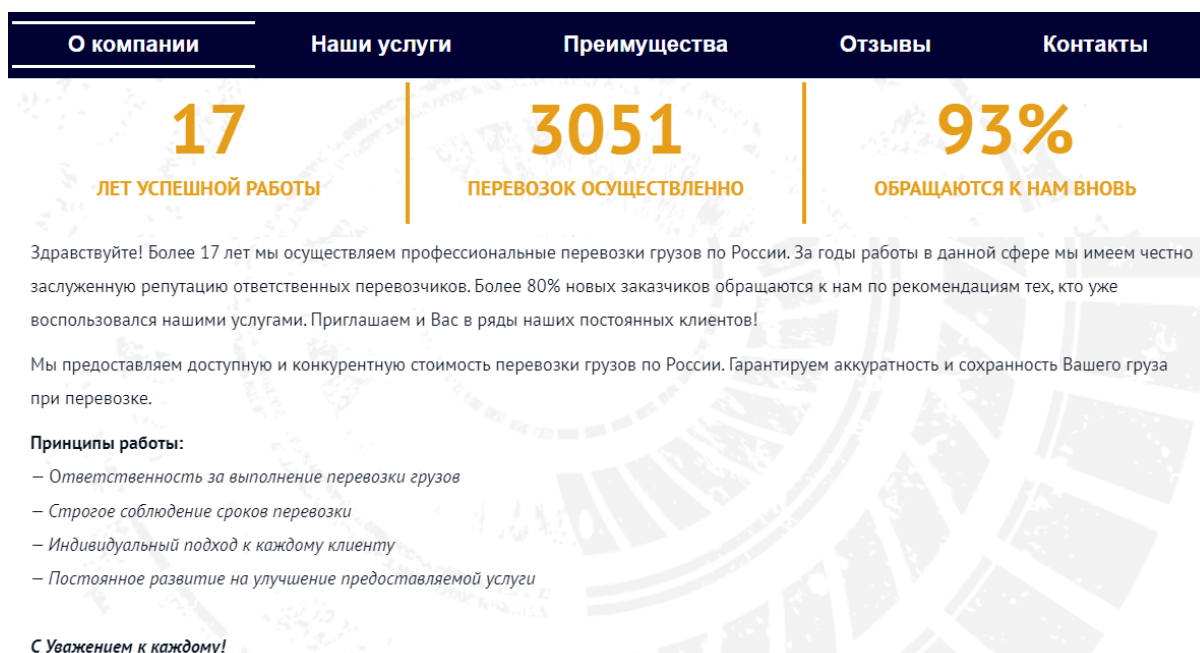 О компании Наши услуги Преимущества Отзывы Контакты
17 3051 93%
ЛЕТ УСПЕШНОЙ РАБОТЫ ПЕРЕВОЗОК ОСУЩЕСТВЛЕННО ОБРАЩАЮТСЯ К НАМ ВНОВЬ
Здравствуйте! Более 17 лет мы осуществляем профессиональные перевозки грузов по России. За годы работы в данной сфере мы имеем честно
заслуженную репутацию ответственных перевозчиков. Более 80% новых заказчиков обращаются к нам по рекомендациям тех, кто уже
воспользовался нашими услугами. Приглашаем и Вас в ряды наших постоянных клиентов!
Мы предоставляем доступную и конкурентную стоимость перевозки грузов по России. Гарантируем аккуратность и сохранность Вашего груза
при перевозке.
Принципы работы:
— Ответственность за выполнение перевозки грузов
— Строгое соблюдение сроков перевозки
— Индивидуальный подход к каждому клиенту
— Постоянное развитие на улучшение предоставляемой услуги
С Уважением к каждому!